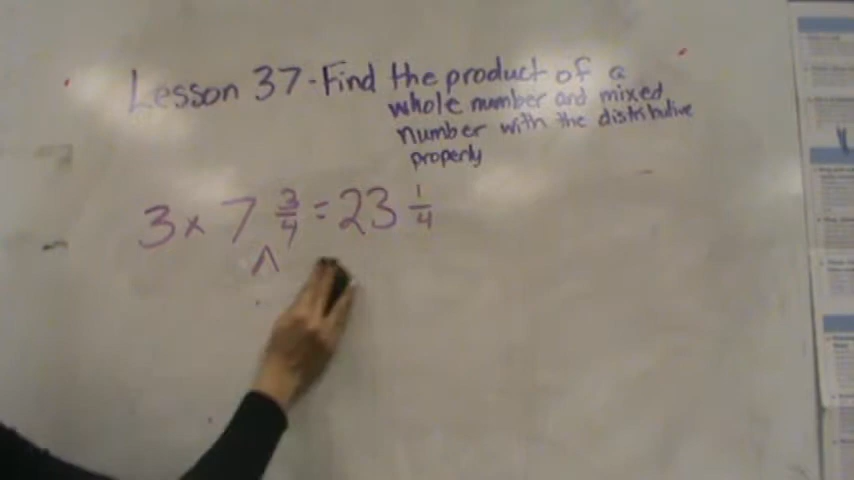 Lesson 37 - Find the product of a
whole number and mixed
number with the distributive
property
3 x 7 3/4 = 23 1/4